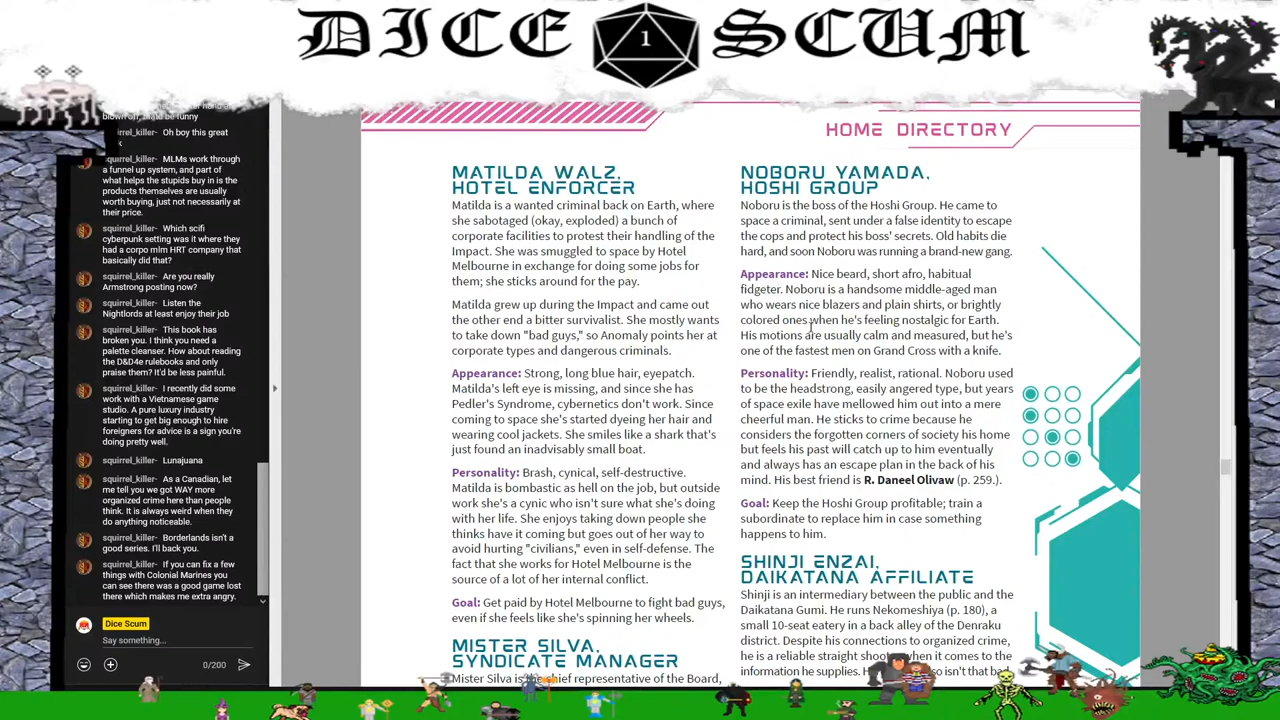 DICE 1 SCUM
blown off, it'd be funny
squirrel_killer- Oh boy this great
squirrel_killer- MLMs work through
a funnel up system, and part of
what helps the stupids buy in is the
products themselves are usually
worth buying, just not necessarily at
their price.
squirrel_killer- Which scifi
cyberpunk setting was it where they
had a corpo mlm HRT company that
basically did that?
squirrel_killer- Are you really
Armstrong posting now?
squirrel_killer- Listen the
Nightlords at least enjoy their job
squirrel_killer- This book has
broken you. I think you need a
palette cleanser. How about reading
the D&D4e rulebooks and only
praise them? It'd be less painful.
squirrel_killer- I recently did some
work with a Vietnamese game
studio. A pure luxury industry
starting to get big enough to hire
foreigners for advice is a sign you're
doing pretty well.
squirrel_killer- Lunajuana
squirrel_killer- As a Canadian, let
me tell you we got WAY more
organized crime here than people
think. It is always weird when they
do anything noticeable.
squirrel_killer- Borderlands isn't a
good series. I'll back you.
squirrel_killer- If you can fix a few
things with Colonial Marines you
can see there was a good game lost
there which makes me extra angry.
Dice Scum
Say something...
0/200
HOME DIRECTORY
MATILDA WALZ,
HOTEL ENFORCER
Matilda is a wanted criminal back on Earth, where
she sabotaged (okay, exploded) a bunch of
corporate facilities to protest their handling of the
Impact. She was smuggled to space by Hotel
Melbourne in exchange for doing some jobs for
them; she sticks around for the pay.
Matilda grew up during the Impact and came out
the other end a bitter survivalist. She mostly wants
to take down "bad guys," so Anomaly points her at
corporate types and dangerous criminals.
Appearance: Strong, long blue hair, eyepatch.
Matilda's left eye is missing, and since she has
Pedler's Syndrome, cybernetics don't work. Since
coming to space she's started dyeing her hair and
wearing cool jackets. She smiles like a shark that's
just found an inadvisably small boat.
Personality: Brash, cynical, self-destructive.
Matilda is bombastic as hell on the job, but outside
work she's a cynic who isn't sure what she's doing
with her life. She enjoys taking down people she
thinks have it coming but goes out of her way to
avoid hurting "civilians," even in self-defense. The
fact that she works for Hotel Melbourne is the
source of a lot of her internal conflict.
Goal: Get paid by Hotel Melbourne to fight bad guys,
even if she feels like she's spinning her wheels.
MISTER SILVA,
SYNDICATE MANAGER
Mister Silva is the chief representative of the Board,
NOBORU YAMADA,
HOSHI GROUP
Noboru is the boss of the Hoshi Group. He came to
space a criminal, sent under a false identity to escape
the cops and protect his boss' secrets. Old habits die
hard, and soon Noboru was running a brand-new gang.
Appearance: Nice beard, short afro, habitual
fidgeter. Noboru is a handsome middle-aged man
who wears nice blazers and plain shirts, or brightly
colored ones when he's feeling nostalgic for Earth.
His motions are usually calm and measured, but he's
one of the fastest men on Grand Cross with a knife.
Personality: Friendly, realist, rational. Noboru used
to be the headstrong, easily angered type, but years
of space exile have mellowed him out into a mere
cheerful man. He sticks to crime because he
considers the forgotten corners of society his home
but feels his past will catch up to him eventually
and always has an escape plan in the back of his
mind. His best friend is R. Daneel Olivaw (p. 259.).
Goal: Keep the Hoshi Group profitable; train a
subordinate to replace him in case something
happens to him.
SHINJI ENZAI,
DAIKATANA AFFILIATE
Shinji is an intermediary between the public and the
Daikatana Gumi. He runs Nekomeshiya (p. 180), a
small 10-seat eatery in a back alley of the Denraku
district. Despite his connections to organized crime,
he is a reliable straight shooter when it comes to the
information he supplies.